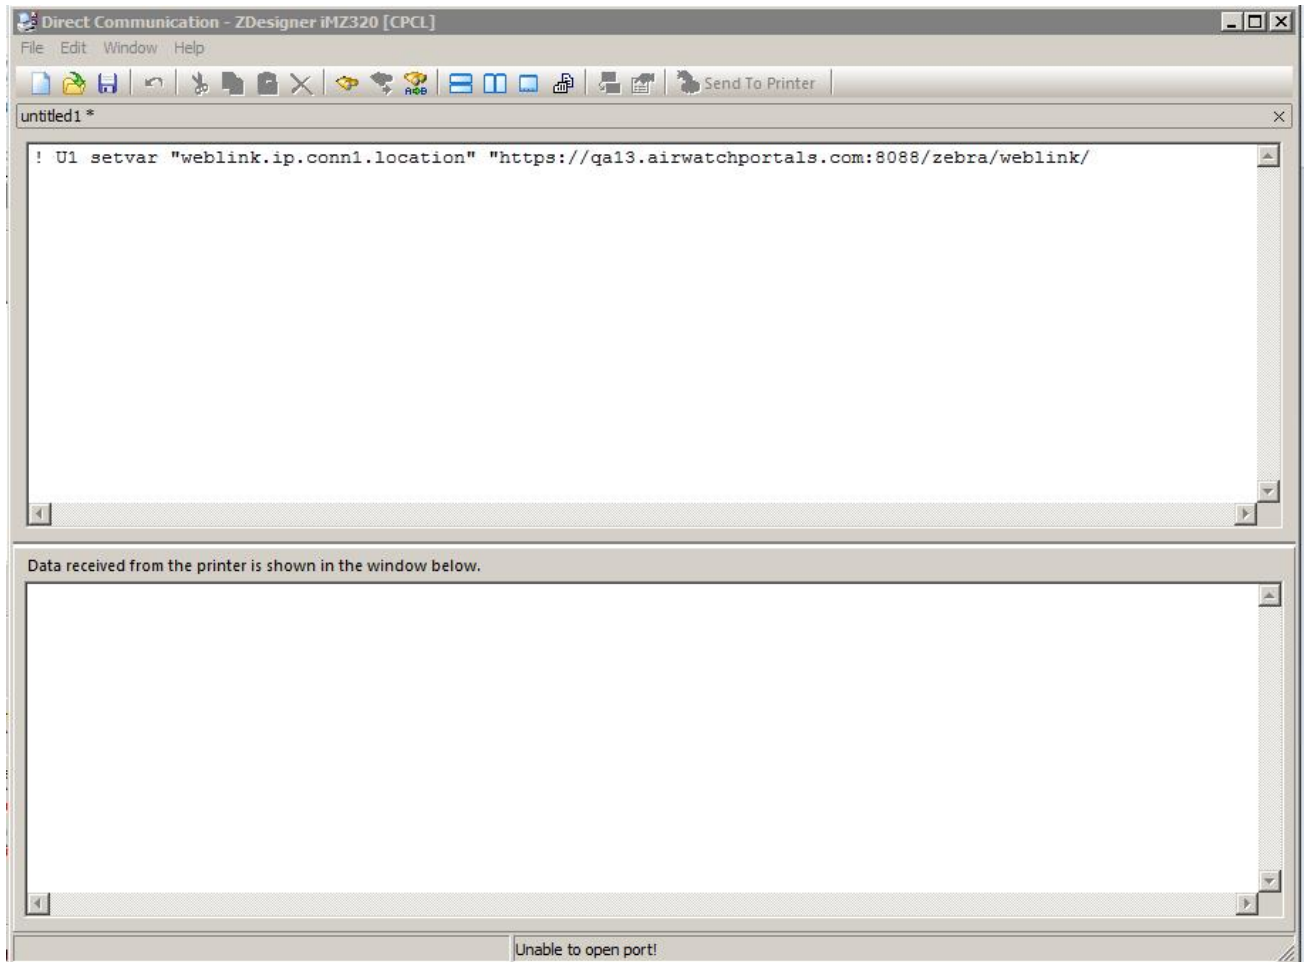 Direct Communication - ZDesigner iMZ320 [CPCL]
File Edit Window Help
A→B Send To Printer
untitled1 *
! U1 setvar "weblink.ip.conn1.location" "https://qa13.airwatchportals.com:8088/zebra/weblink/
Data received from the printer is shown in the window below.
Unable to open port!